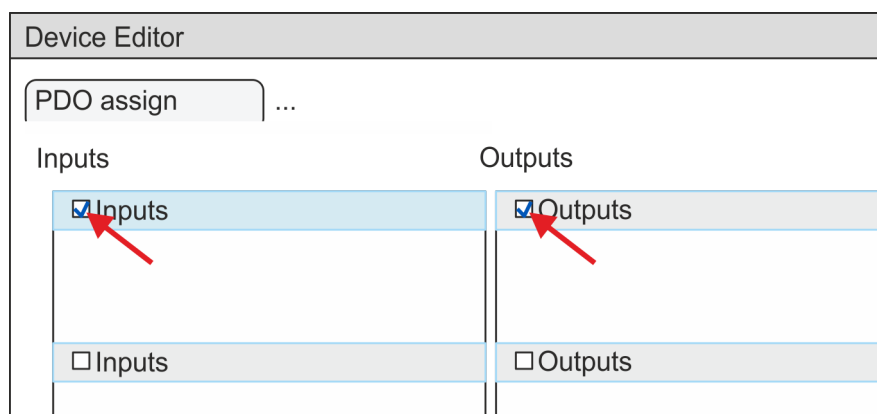 Device Editor
PDO assign ...
Inputs Outputs
Inputs Outputs
Inputs Outputs